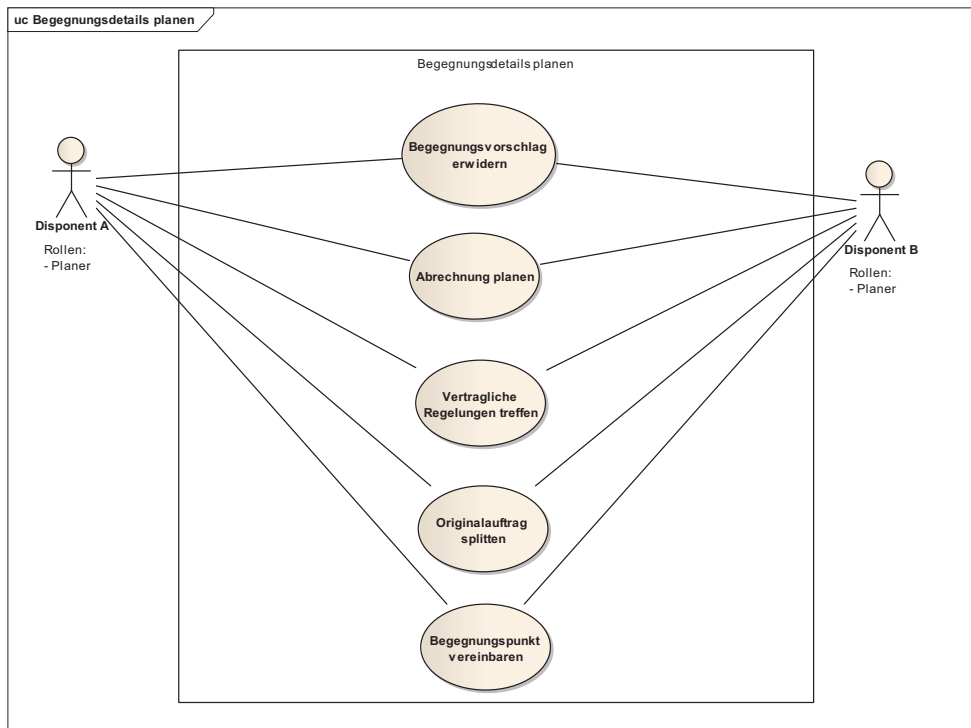 uc Begegnungsdetails planen
Begegnungsdetails planen
Begegnungsvorschlag
erwidern
Disponent A
Rollen:
- Planer
Disponent B
Rollen:
- Planer
Abrechnung planen
Vertragliche
Regelungen treffen
Originalauftrag
splitten
Begegnungspunkt
vereinbaren